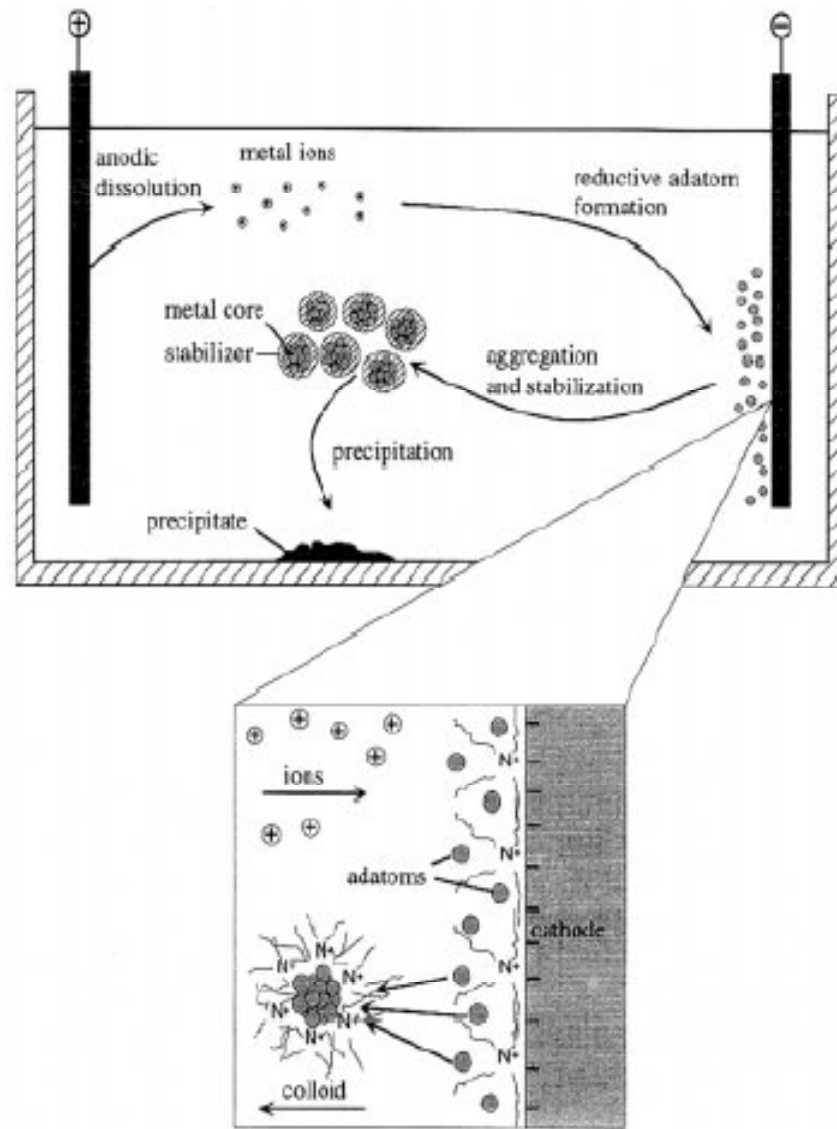 +
−
anodic
dissolution
metal ions
reductive adatom
formation
metal core
stabilizer
aggregation
and stabilization
precipitation
precipitate
ions
N+
N+
adatoms
cathode
N+
N+
N+
N+
N+
N+
N+
N+
colloid